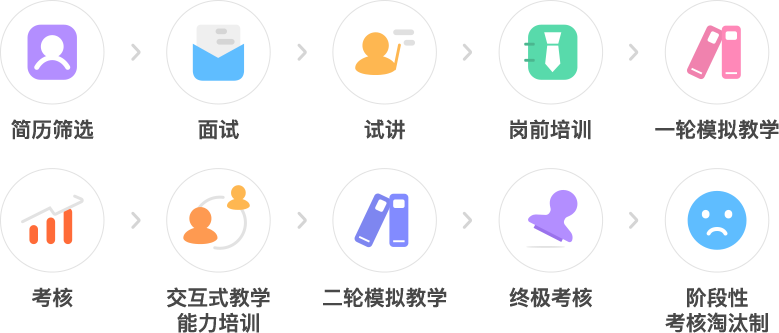 简历筛选
面试
试讲
岗前培训
一轮模拟教学
考核
交互式教学
能力培训
二轮模拟教学
终极考核
阶段性
考核淘汰制